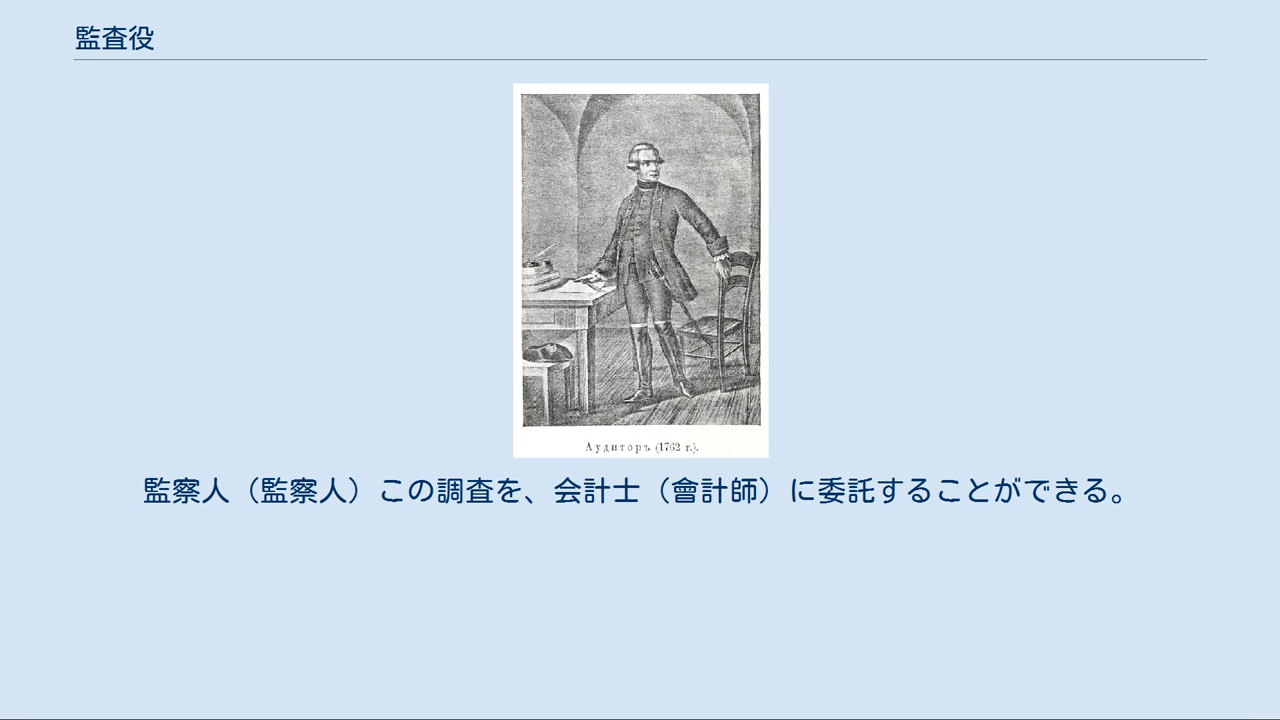 監査役
Аудиторъ (1762 г.).
監察人（監察人）この調査を、会計士（會計師）に委託することができる。